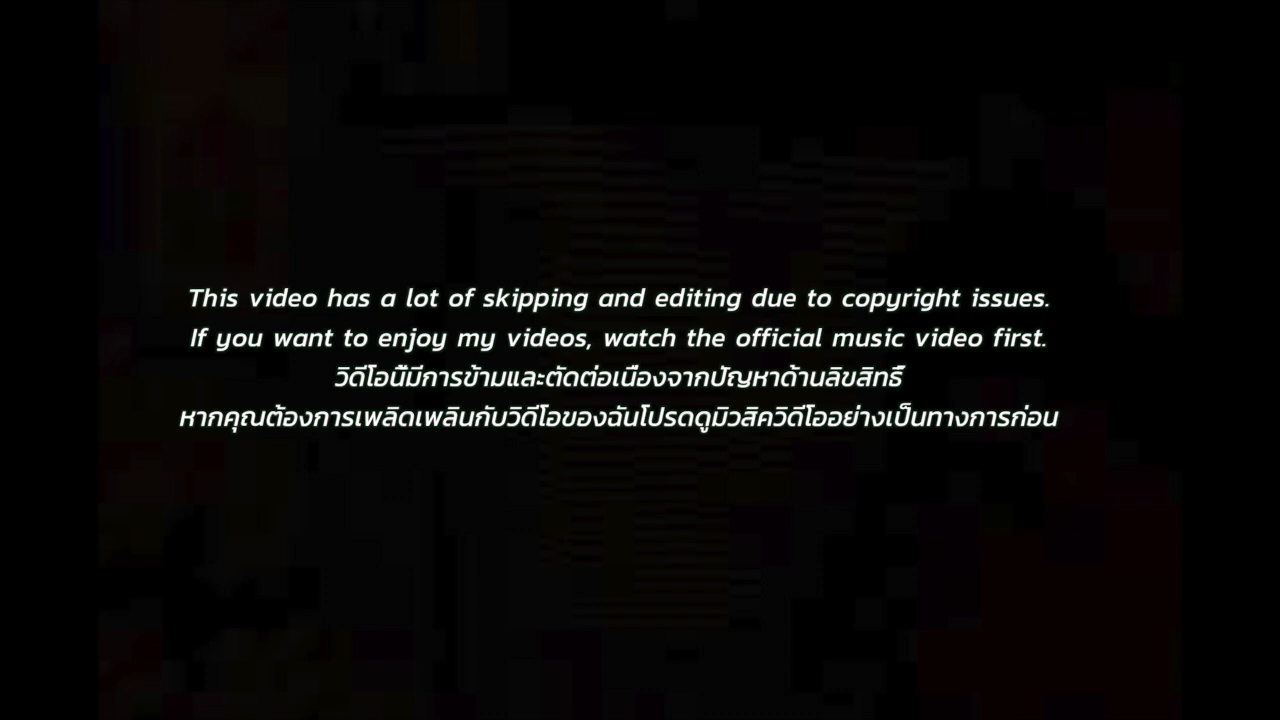 This video has a lot of skipping and editing due to copyright issues.
If you want to enjoy my videos, watch the official music video first.
วิดีโอนี้มีการข้ามและตัดต่อเนื่องจากปัญหาด้านลิขสิทธิ์
หากคุณต้องการเพลิดเพลินกับวิดีโอของฉันโปรดดูมิวสิควิดีโออย่างเป็นทางการก่อน